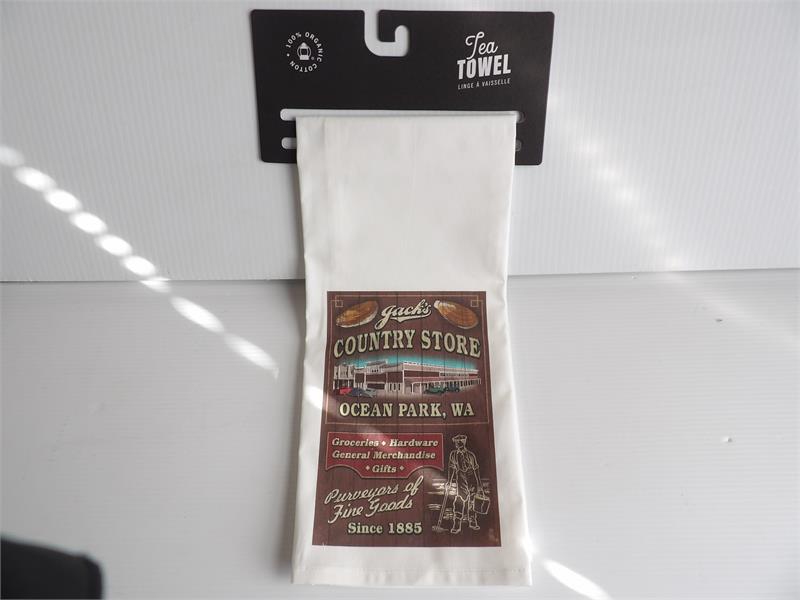 • 100% ORGANIC COTTON
Tea
TOWEL
LINGE À VAISSELLE
Jack's
COUNTRY STORE
OCEAN PARK, WA
Groceries • Hardware
General Merchandise
• Gifts •
Purveyors of
Fine Goods
Since 1885